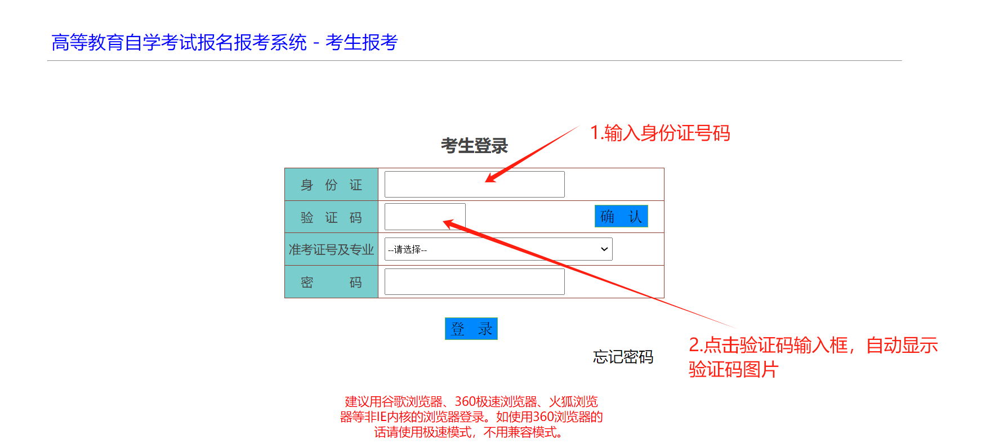 高等教育自学考试报名报考系统 - 考生报考
1.输入身份证号码
考生登录
身 份 证
验 证 码
确 认
准考证号及专业
--请选择--
密 码
登 录
2.点击验证码输入框，自动显示
验证码图片
忘记密码
建议用谷歌浏览器、360极速浏览器、火狐浏览
器等非IE内核的浏览器登录。如使用360浏览器的
话请使用极速模式，不用兼容模式。